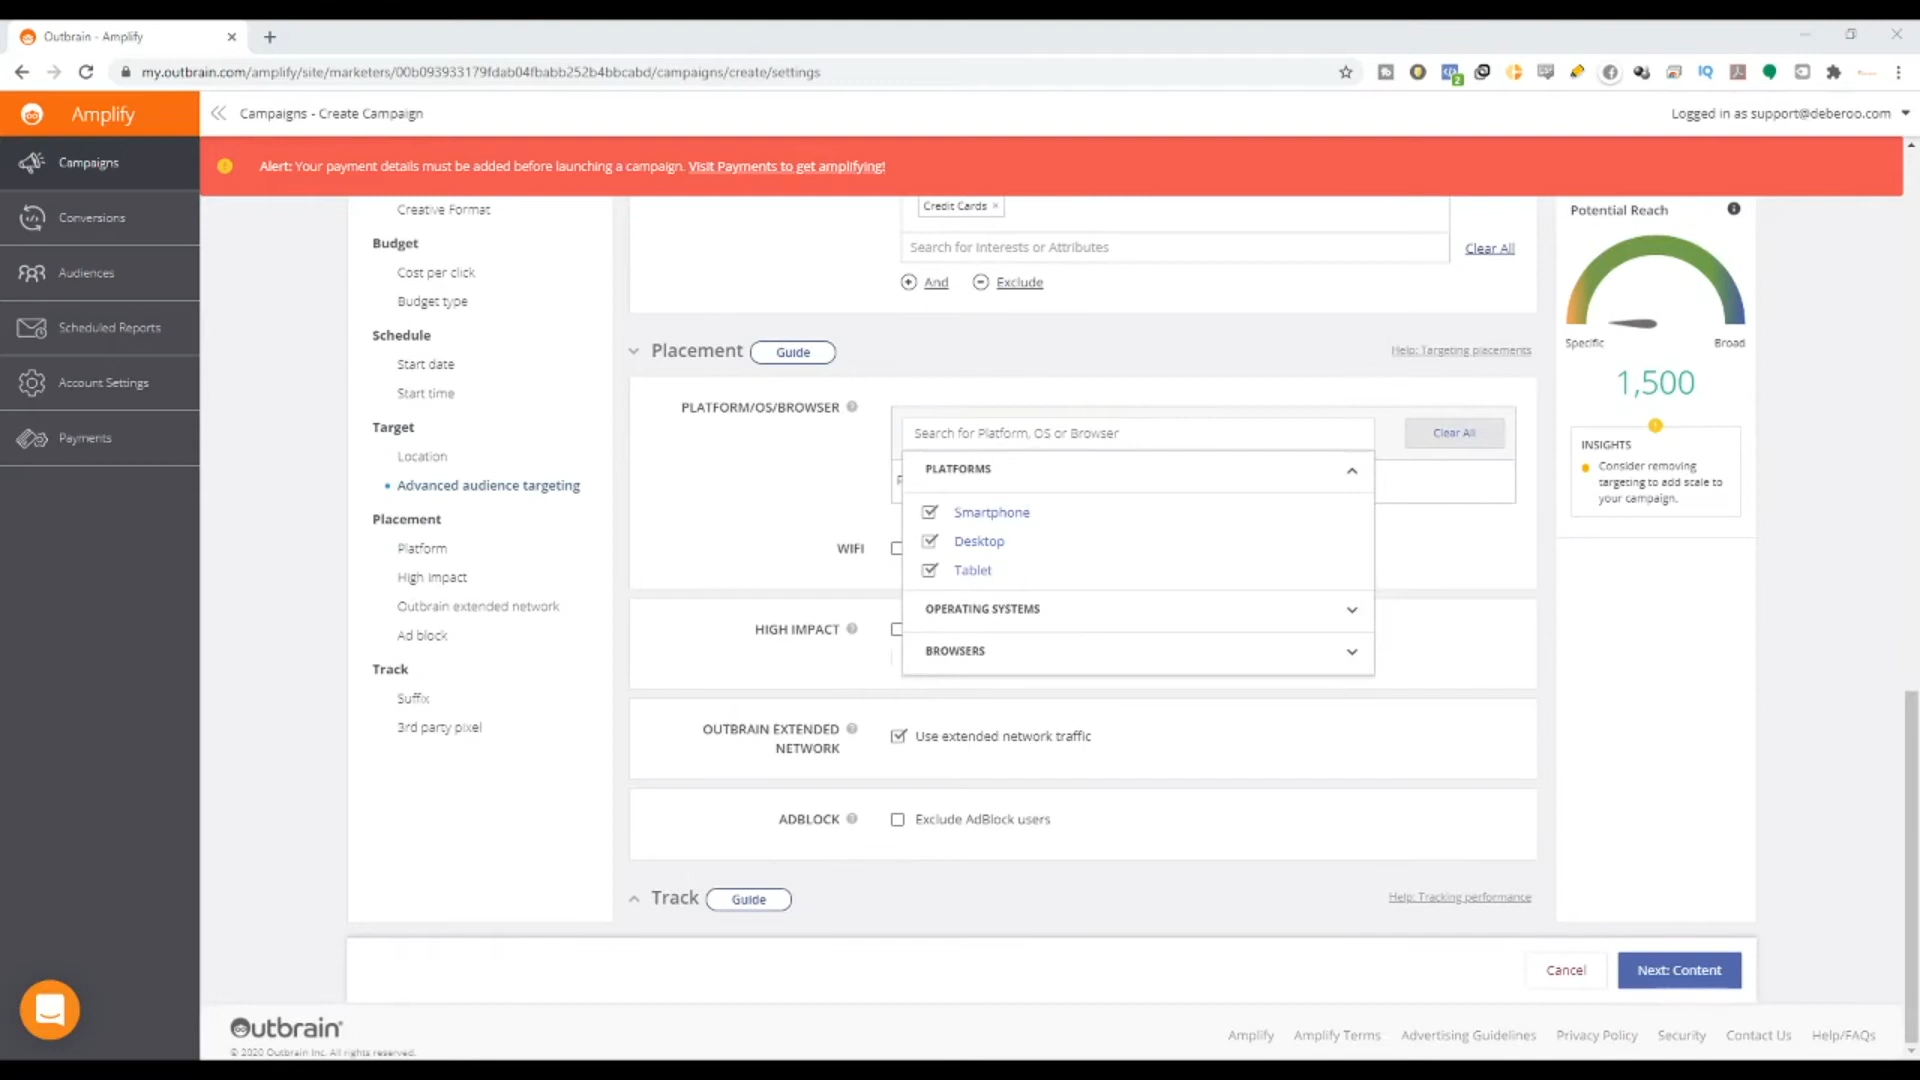 Outbrain - Amplify
my.outbrain.com/amplify/site/marketers/00b093933179fdab04fbabb252b4bbcabd/campaigns/create/settings
2
IQ
Amplify
Campaigns - Create Campaign
Logged in as support@deberoo.com
Campaigns
Conversions
Audiences
Scheduled Reports
Account Settings
Payments
Alert: Your payment details must be added before launching a campaign. Visit Payments to get amplifying!
Creative Format
Budget
Cost per click
Budget type
Schedule
Start date
Start time
Target
Location
Advanced audience targeting
Placement
Platform
High Impact
Outbrain extended network
Ad block
Track
Suffix
3rd party pixel
Credit Cards ×
Search for Interests or Attributes
Clear All
And
Exclude
Placement
Guide
Help: Targeting placements
PLATFORM/OS/BROWSER
Search for Platform, OS or Browser
Clear All
PLATFORMS
Smartphone
Desktop
Tablet
OPERATING SYSTEMS
BROWSERS
WIFI
HIGH IMPACT
OUTBRAIN EXTENDED
NETWORK
Use extended network traffic
ADBLOCK
Exclude AdBlock users
Track
Guide
Help: Tracking performance
Potential Reach
Specific
Broad
1,500
INSIGHTS
Consider removing
targeting to add scale to
your campaign.
Cancel
Next: Content
Outbrain
© 2020 Outbrain Inc. All rights reserved.
Amplify
Amplify Terms
Advertising Guidelines
Privacy Policy
Security
Contact Us
Help/FAQs